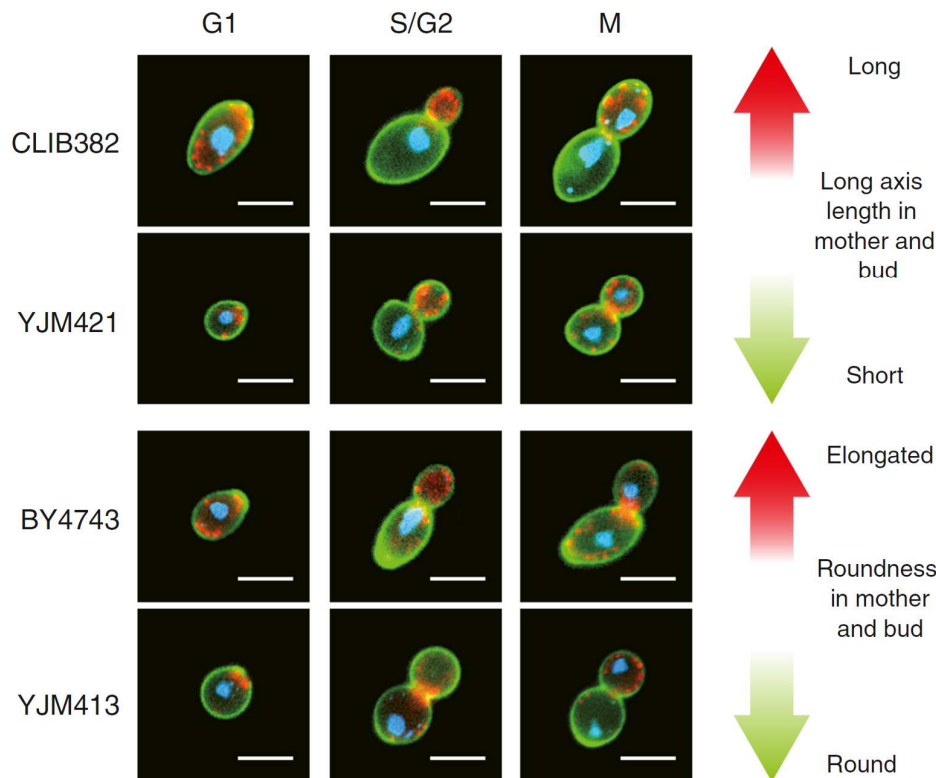 G1
S/G2
M
CLIB382
YJM421
BY4743
YJM413
Long
Long axis
length in
mother and
bud
Short
Elongated
Roundness
in mother
and bud
Round